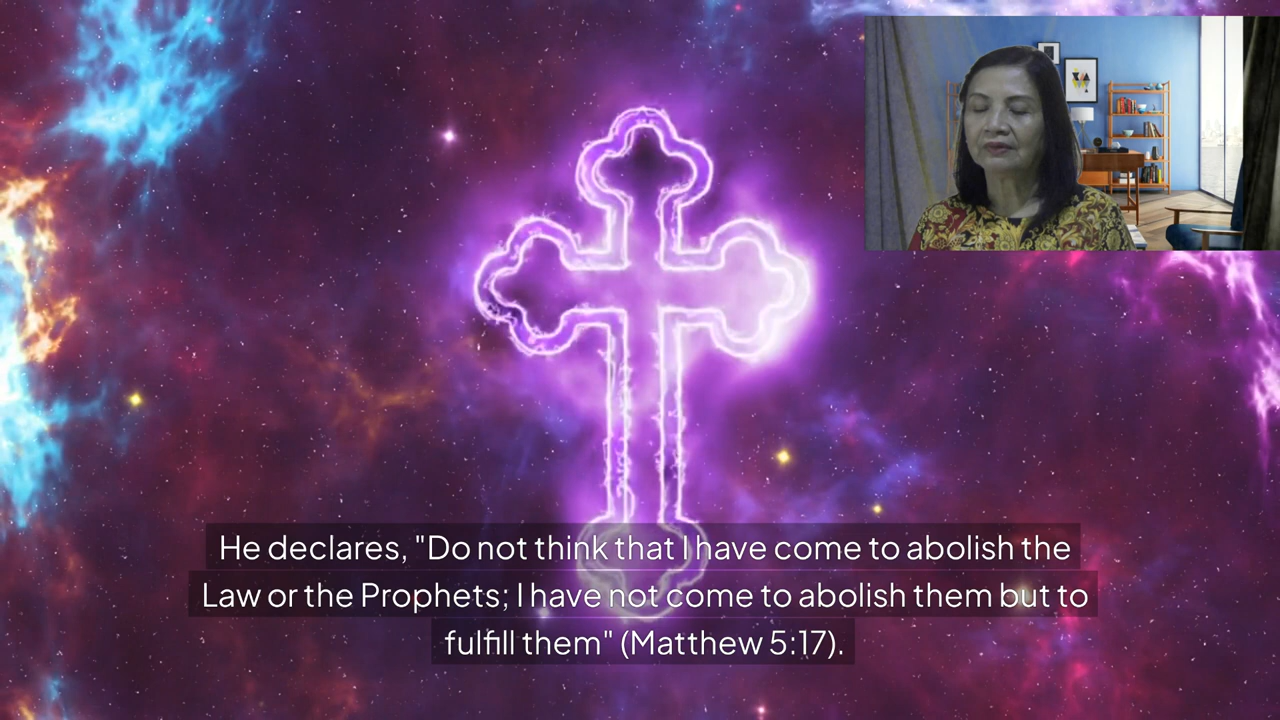 He declares, "Do not think that I have come to abolish the
Law or the Prophets; I have not come to abolish them but to
fulfill them" (Matthew 5:17).